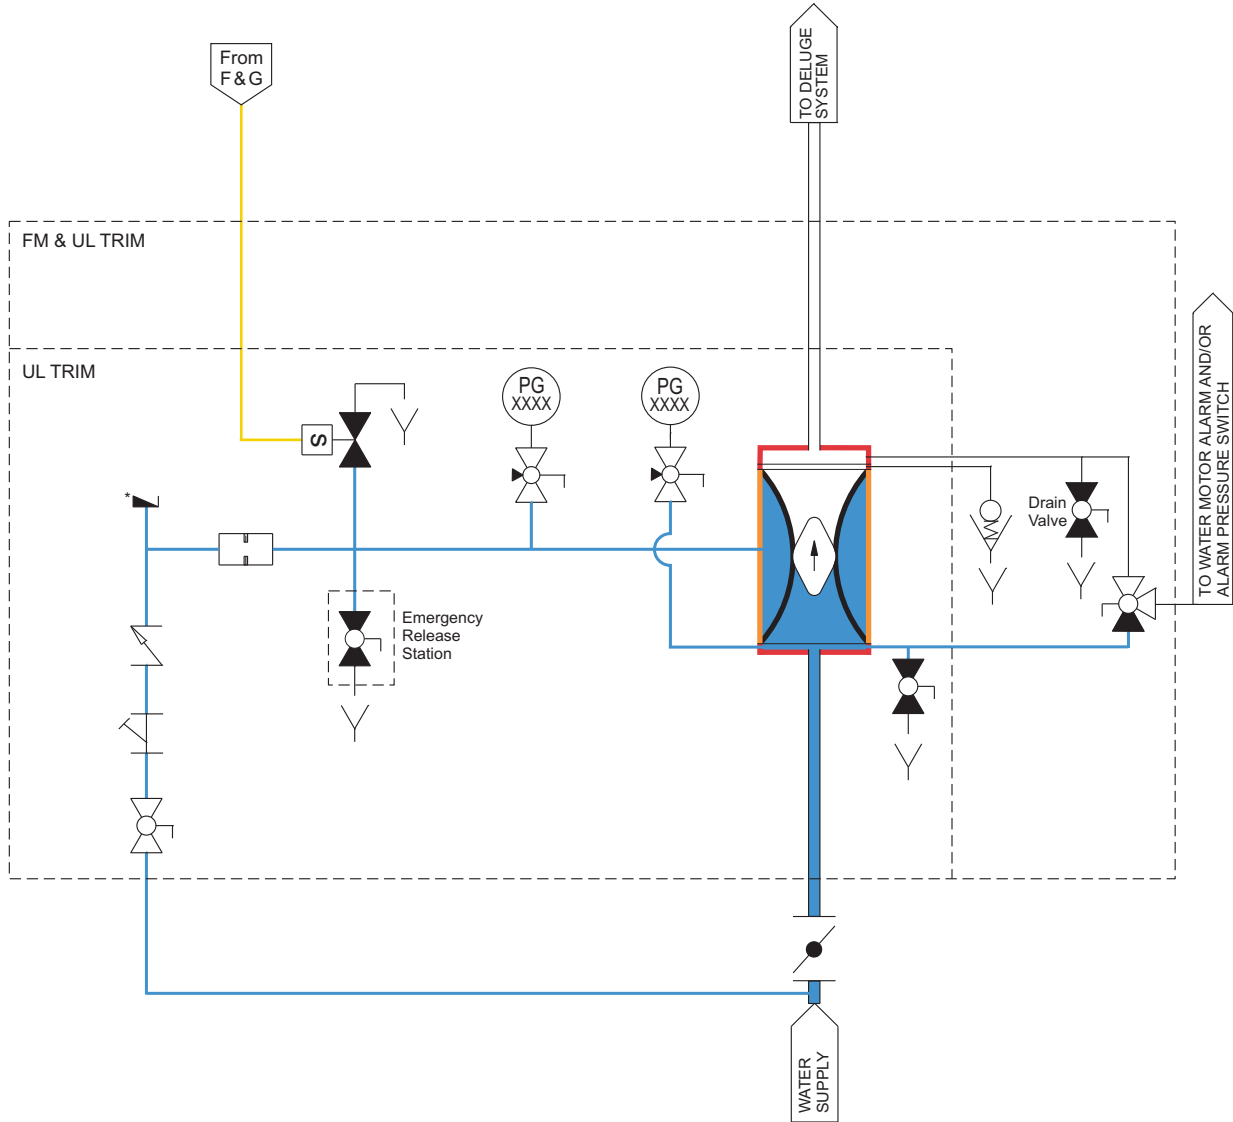 From
F & G
TO DELUGE
SYSTEM
FM & UL TRIM
UL TRIM
PG
XXXX
PG
XXXX
S
*
Drain
Valve
Emergency
Release
Station
TO WATER MOTOR ALARM AND/OR
ALARM PRESSURE SWITCH
WATER
SUPPLY